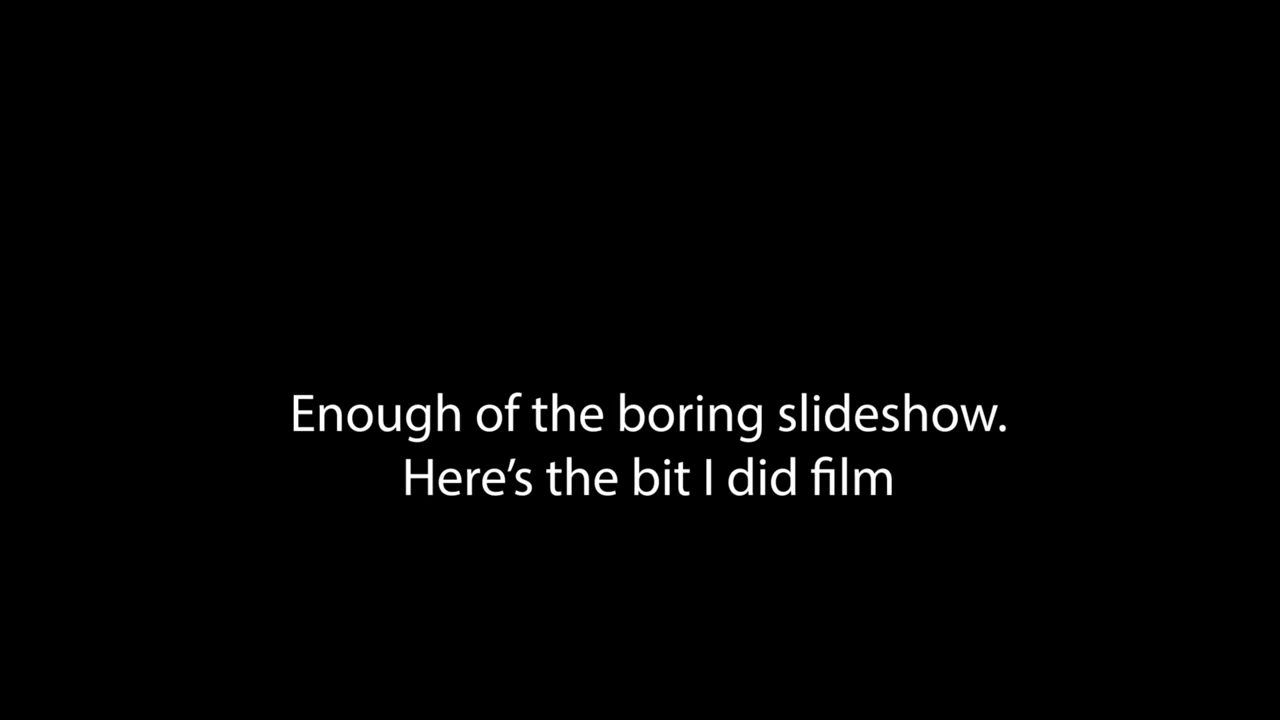 Enough of the boring slideshow.
Here’s the bit I did film